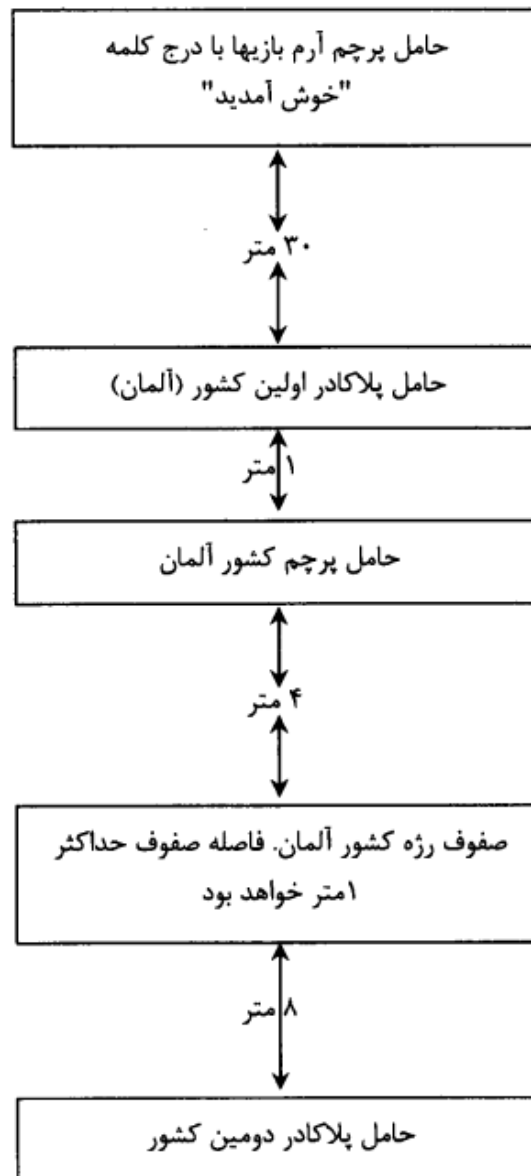 حامل پرچم آرم بازیها با درج کلمه
"خوش آمدید"
۳۰ متر
حامل پلاکادر اولین کشور (آلمان)
۱ متر
حامل پرچم کشور آلمان
۴ متر
صفوف رژه کشور آلمان. فاصله صفوف حداکثر
۱متر خواهد بود
۸ متر
حامل پلاکادر دومین کشور